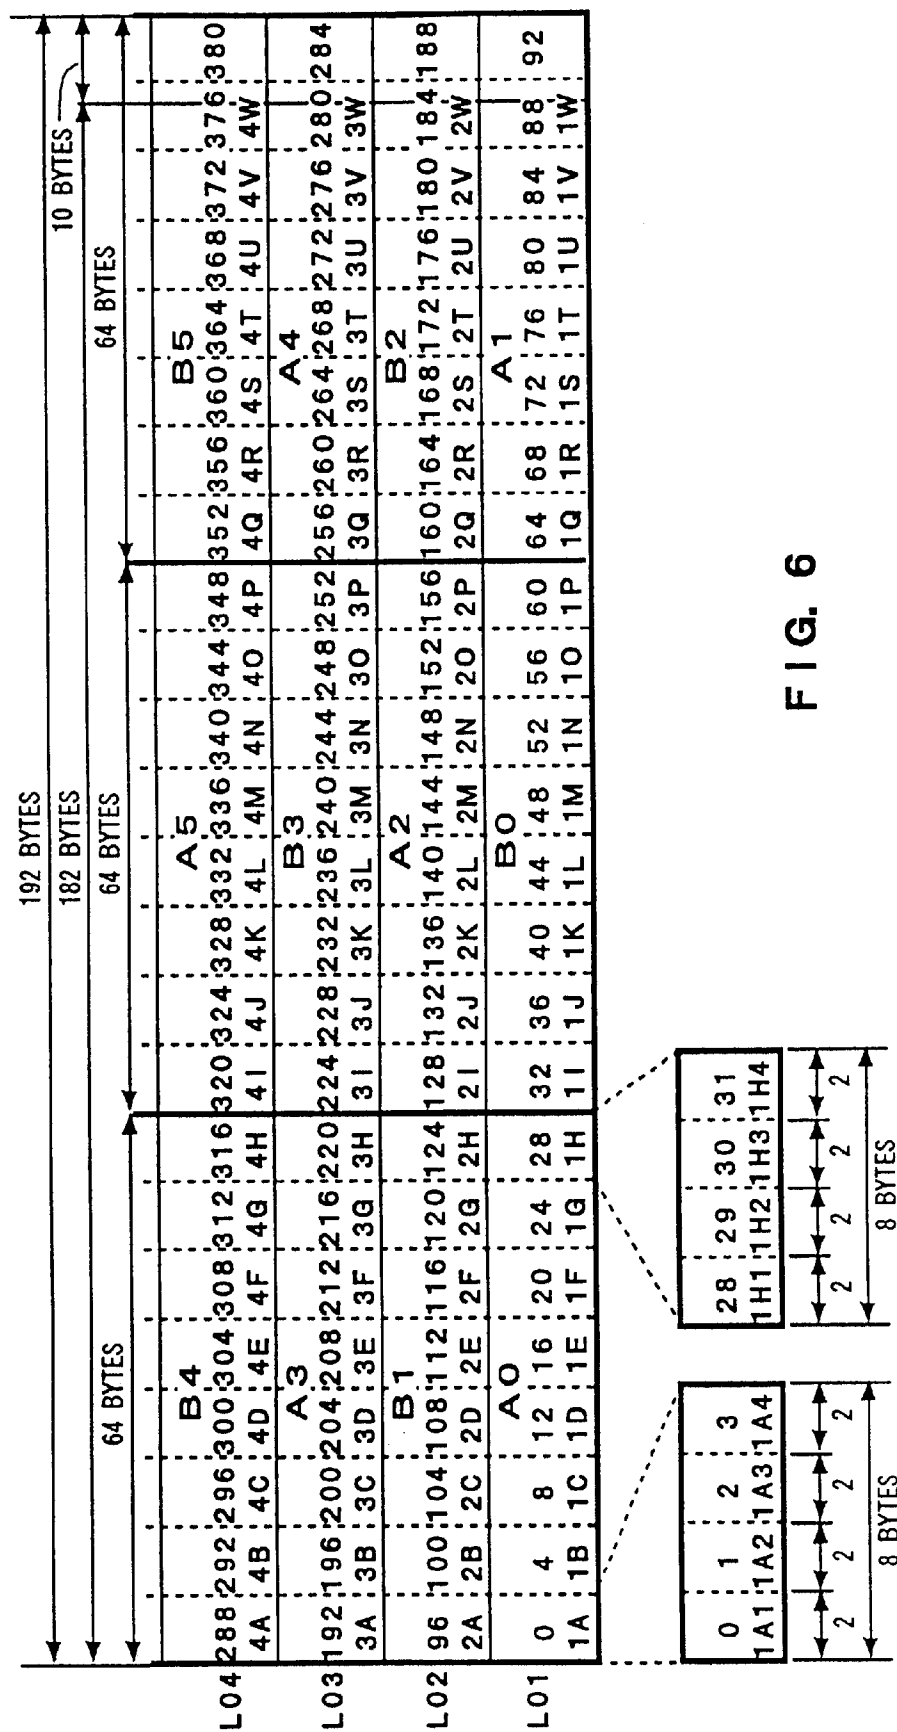 192 BYTES
182 BYTES
10 BYTES
64 BYTES
64 BYTES
64 BYTES
B4 A5 B5
L04 288 292 296 300 304 308 312 316 320 324 328 332 336 340 344 348 352 356 360 364 368 372 376 380
4A 4B 4C 4D 4E 4F 4G 4H 4I 4J 4K 4L 4M 4N 4O 4P 4Q 4R 4S 4T 4U 4V 4W
A3 B3 A4
L03 192 196 200 204 208 212 216 220 224 228 232 236 240 244 248 252 256 260 264 268 272 276 280 284
3A 3B 3C 3D 3E 3F 3G 3H 3I 3J 3K 3L 3M 3N 3O 3P 3Q 3R 3S 3T 3U 3V 3W
B1 A2 B2
L02 96 100 104 108 112 116 120 124 128 132 136 140 144 148 152 156 160 164 168 172 176 180 184 188
2A 2B 2C 2D 2E 2F 2G 2H 2I 2J 2K 2L 2M 2N 2O 2P 2Q 2R 2S 2T 2U 2V 2W
A0 B0 A1
L01 0 4 8 12 16 20 24 28 32 36 40 44 48 52 56 60 64 68 72 76 80 84 88 92
1A 1B 1C 1D 1E 1F 1G 1H 1I 1J 1K 1L 1M 1N 1O 1P 1Q 1R 1S 1T 1U 1V 1W
0 1 2 3
1A1 1A2 1A3 1A4
2 2 2 2
8 BYTES
28 29 30 31
1H1 1H2 1H3 1H4
2 2 2 2
8 BYTES
FIG. 6